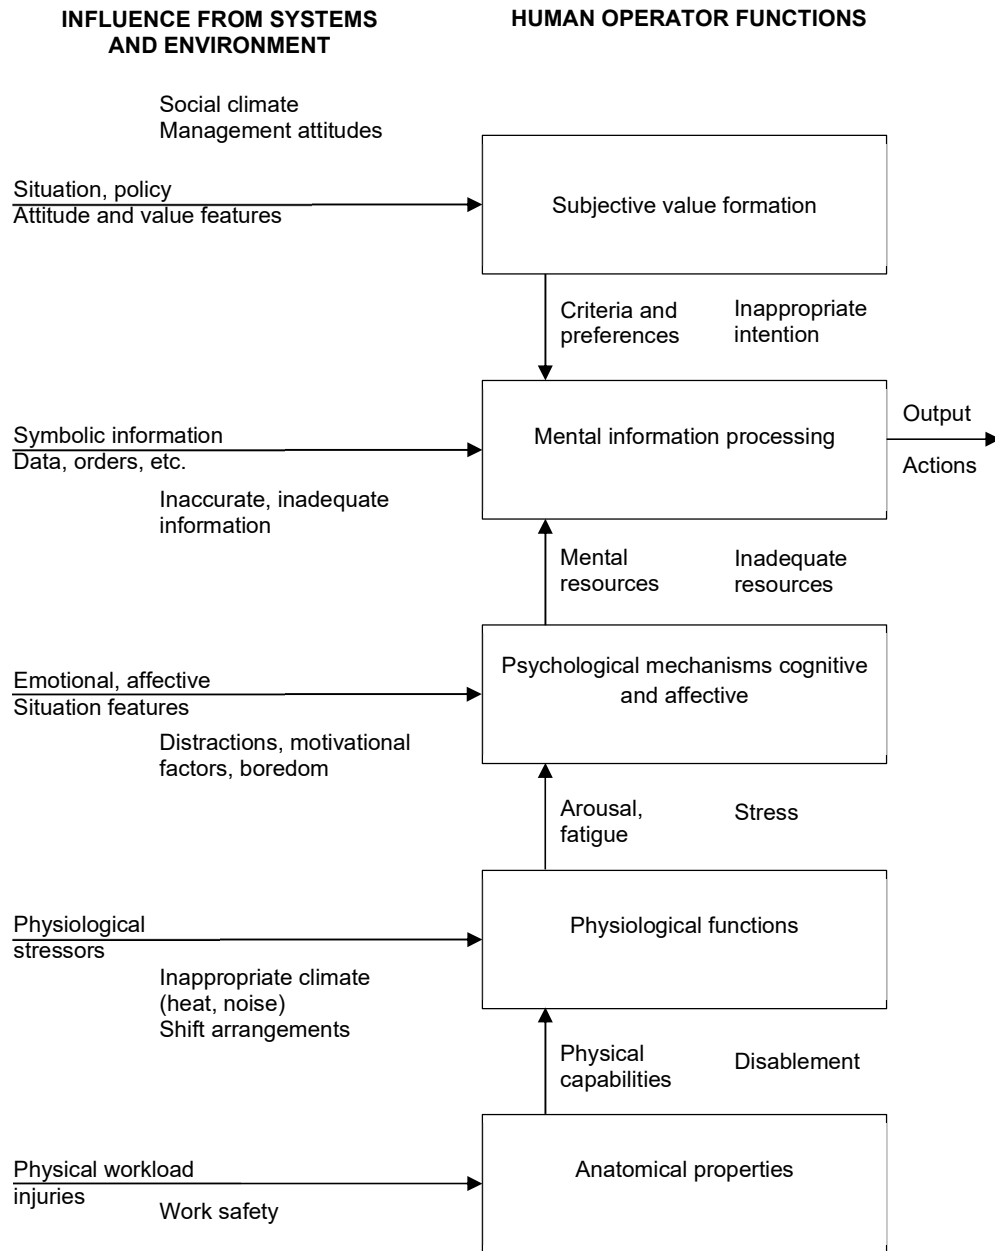 INFLUENCE FROM SYSTEMS
AND ENVIRONMENT
HUMAN OPERATOR FUNCTIONS
Social climate
Management attitudes
Situation, policy
Attitude and value features
Subjective value formation
Criteria and
preferences
Inappropriate
intention
Symbolic information
Data, orders, etc.
Inaccurate, inadequate
information
Mental information processing
Output
Actions
Mental
resources
Inadequate
resources
Emotional, affective
Situation features
Distractions, motivational
factors, boredom
Psychological mechanisms cognitive
and affective
Arousal,
fatigue
Stress
Physiological
stressors
Inappropriate climate
(heat, noise)
Shift arrangements
Physiological functions
Physical
capabilities
Disablement
Physical workload
injuries
Work safety
Anatomical properties